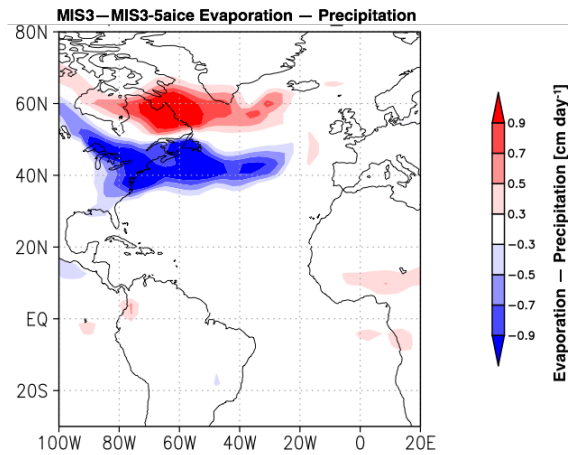 MIS3—MIS3-5aice Evaporation — Precipitation
80N
60N
40N
20N
EQ
20S
100W 80W 60W 40W 20W 0 20E
0.9
0.7
0.5
0.3
−0.3
−0.5
−0.7
−0.9
Evaporation — Precipitation [cm day⁻¹]